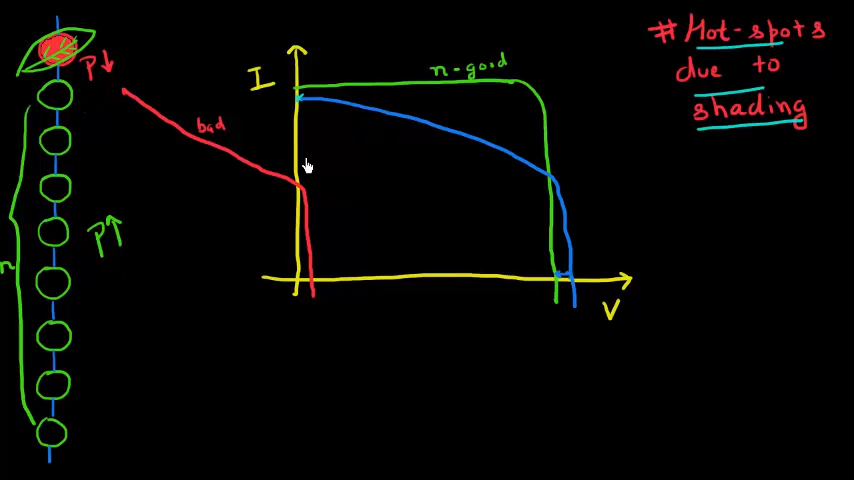 # Hot-spots
due to
shading
P↓
I
n-good
bad
P↑
n
V